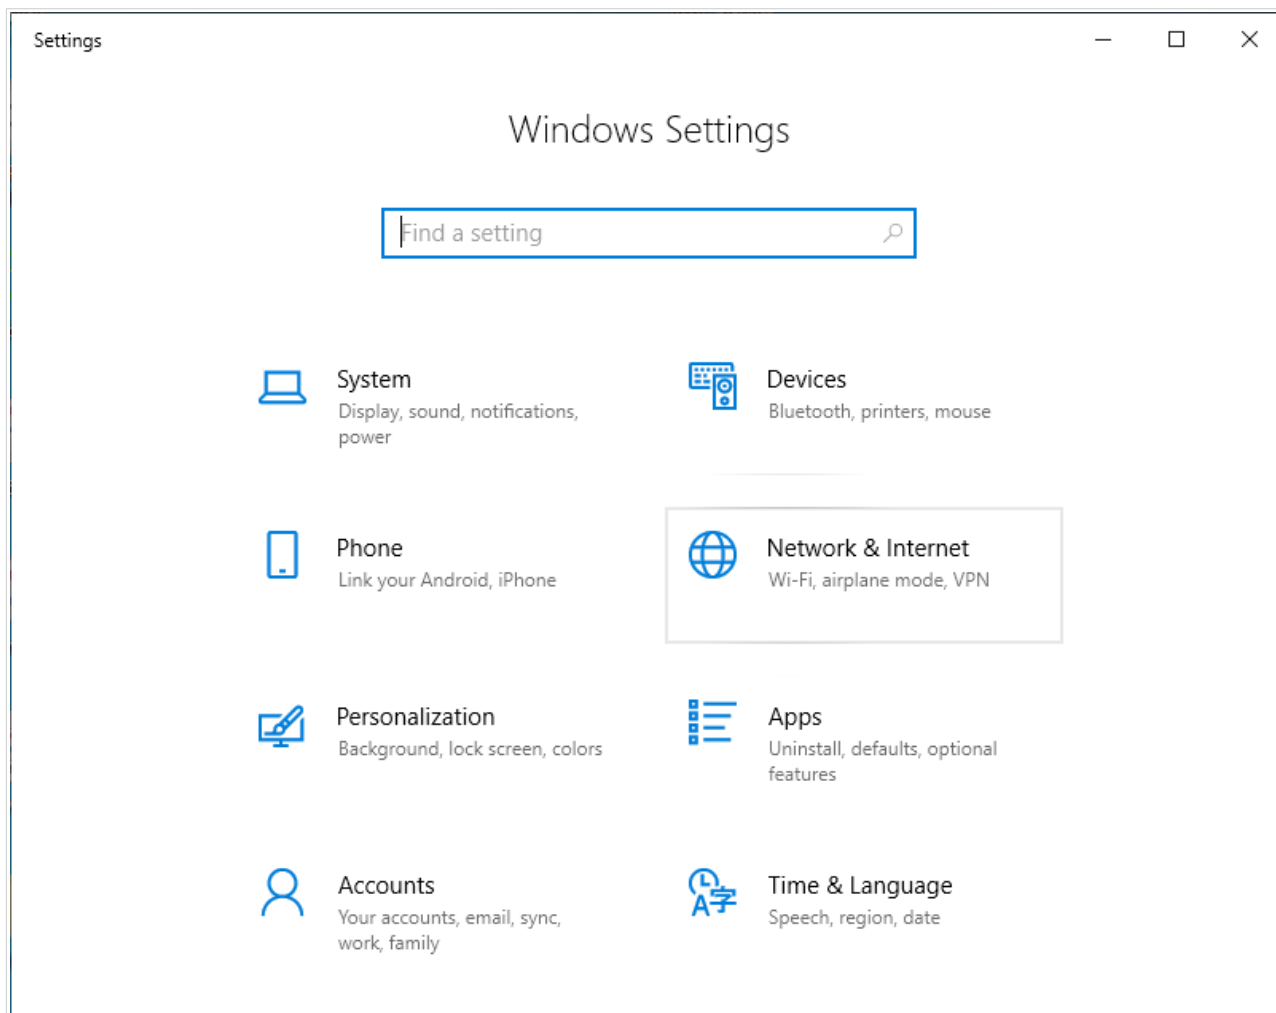 Settings
Windows Settings
Find a setting
System
Display, sound, notifications,
power
Devices
Bluetooth, printers, mouse
Phone
Link your Android, iPhone
Network & Internet
Wi-Fi, airplane mode, VPN
Personalization
Background, lock screen, colors
Apps
Uninstall, defaults, optional
features
Accounts
Your accounts, email, sync,
work, family
A字
Time & Language
Speech, region, date